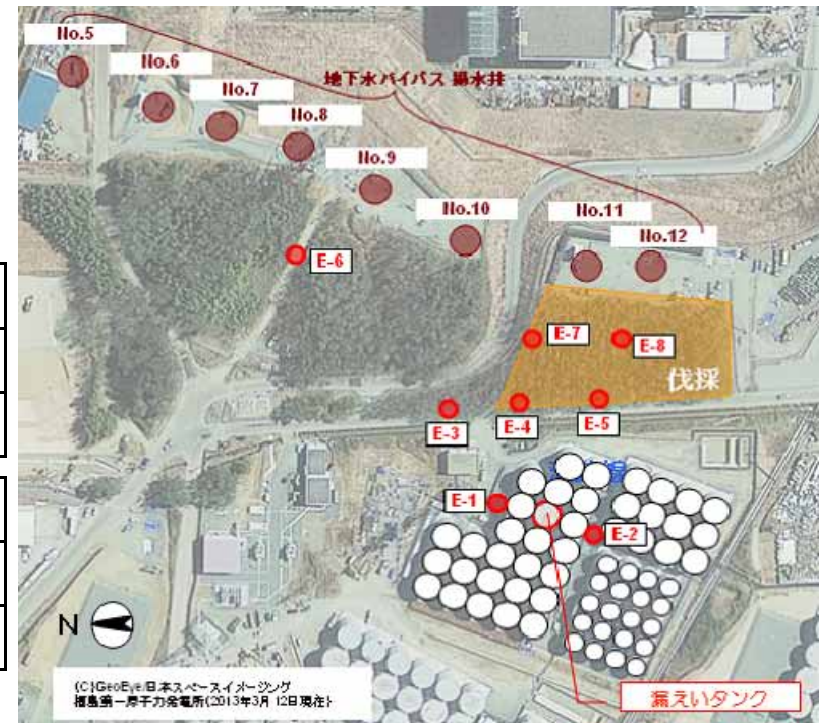 No.5
No.6
No.7
地下水バイパス 揚水井
No.8
No.9
No.10
No.11
No.12
E-6
E-7
E-8
伐採
E-3
E-4
E-5
E-1
E-2
N
(C)GeoEye/日本スペースイメージング
福島第一原子力発電所(2013年3月12日現在)
漏えいタンク